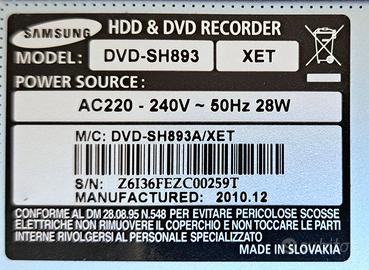 SAMSUNG HDD & DVD RECORDER
MODEL: DVD-SH893 XET
POWER SOURCE:
AC220 - 240V ~ 50Hz 28W
M/C: DVD-SH893A/XET
S/N: Z6I36FEZC00259T
MANUFACTURED: 2010.12
CONFORME AL DM 28.08.95 N.548 PER EVITARE PERICOLOSE SCOSSE
ELETTRICHE NON RIMUOVERE IL COPERCHIO E NON TOCCARE LE PARTI
INTERNE RIVOLGERSI AL PERSONALE QUALIFICATO.
MADE IN SLOVAKIA